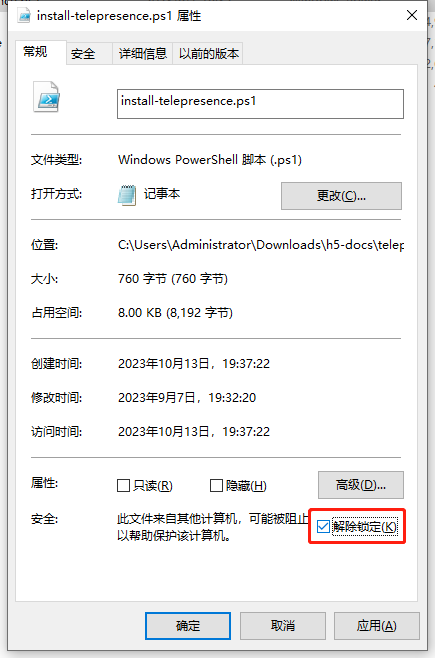 install-telepresence.ps1 属性
常规 安全 详细信息 以前的版本
install-telepresence.ps1
文件类型: Windows PowerShell 脚本 (.ps1)
打开方式: 记事本 更改(C)...
位置: C:\Users\Administrator\Downloads\h5-docs\telep
大小: 760 字节 (760 字节)
占用空间: 8.00 KB (8,192 字节)
创建时间: 2023年10月13日，19:37:22
修改时间: 2023年9月7日，19:32:20
访问时间: 2023年10月13日，19:37:22
属性: 只读(R) 隐藏(H) 高级(D)...
安全: 此文件来自其他计算机，可能被阻止 解除锁定(K)
以帮助保护该计算机。
确定 取消 应用(A)